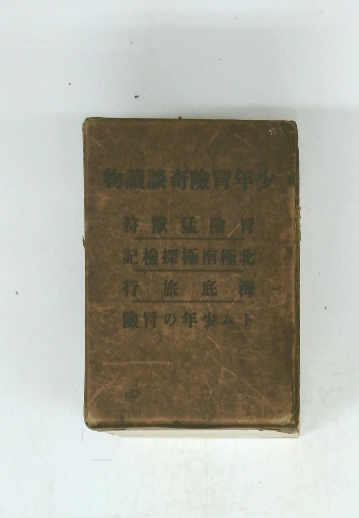 少年冒險奇談讀物
冒險猛獸狩
北極南極探檢記
海底旅行
トム少年の冒險